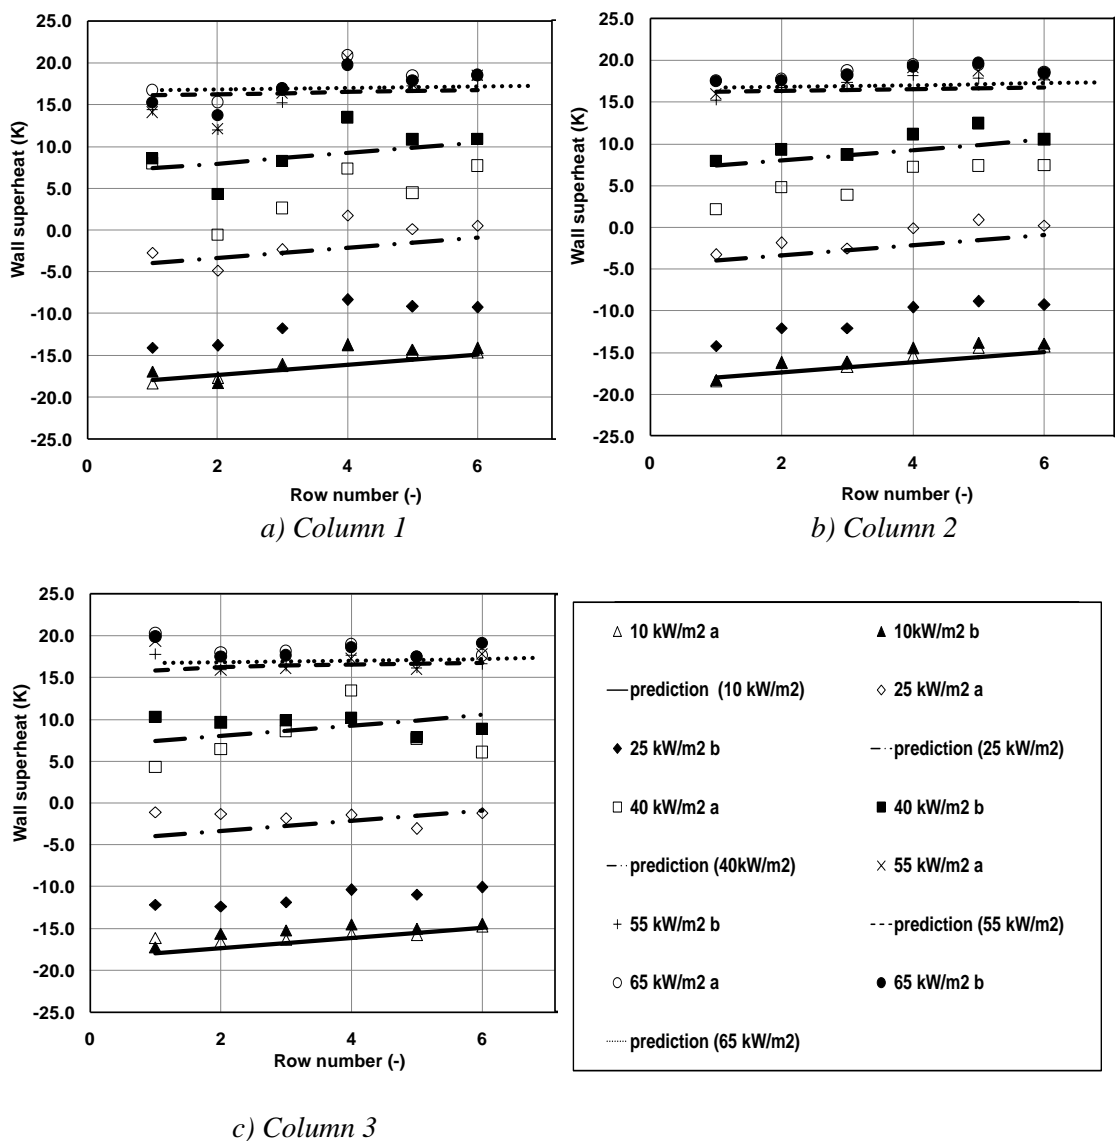 25.0
20.0
15.0
10.0
5.0
0.0
-5.0
-10.0
-15.0
-20.0
-25.0
Wall superheat (K)
0 2 4 6
Row number (-)
a) Column 1
25.0
20.0
15.0
10.0
5.0
0.0
-5.0
-10.0
-15.0
-20.0
-25.0
Wall superheat (K)
0 2 4 6
Row number (-)
b) Column 2
25.0
20.0
15.0
10.0
5.0
0.0
-5.0
-10.0
-15.0
-20.0
-25.0
Wall superheat (K)
0 2 4 6
Row number (-)
c) Column 3
10 kW/m2 a 10kW/m2 b
prediction (10 kW/m2) 25 kW/m2 a
25 kW/m2 b prediction (25 kW/m2)
40 kW/m2 a 40 kW/m2 b
prediction (40kW/m2) 55 kW/m2 a
55 kW/m2 b prediction (55 kW/m2)
65 kW/m2 a 65 kW/m2 b
prediction (65 kW/m2)